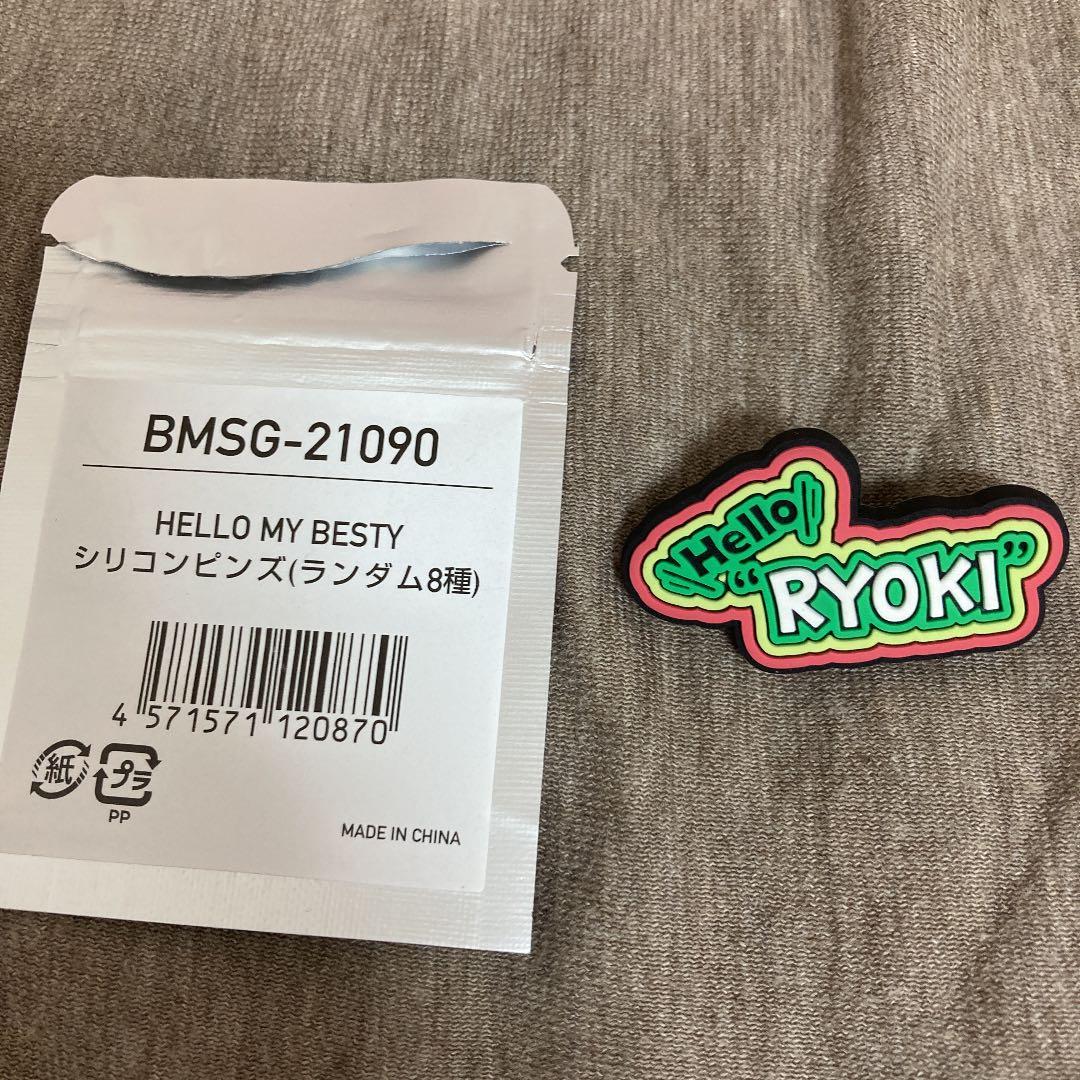 BMSG-21090
HELLO MY BESTY
シリコンピンズ(ランダム8種)
4 571571 120870
紙
プラ
PP
MADE IN CHINA
Hello
"RYOKI"